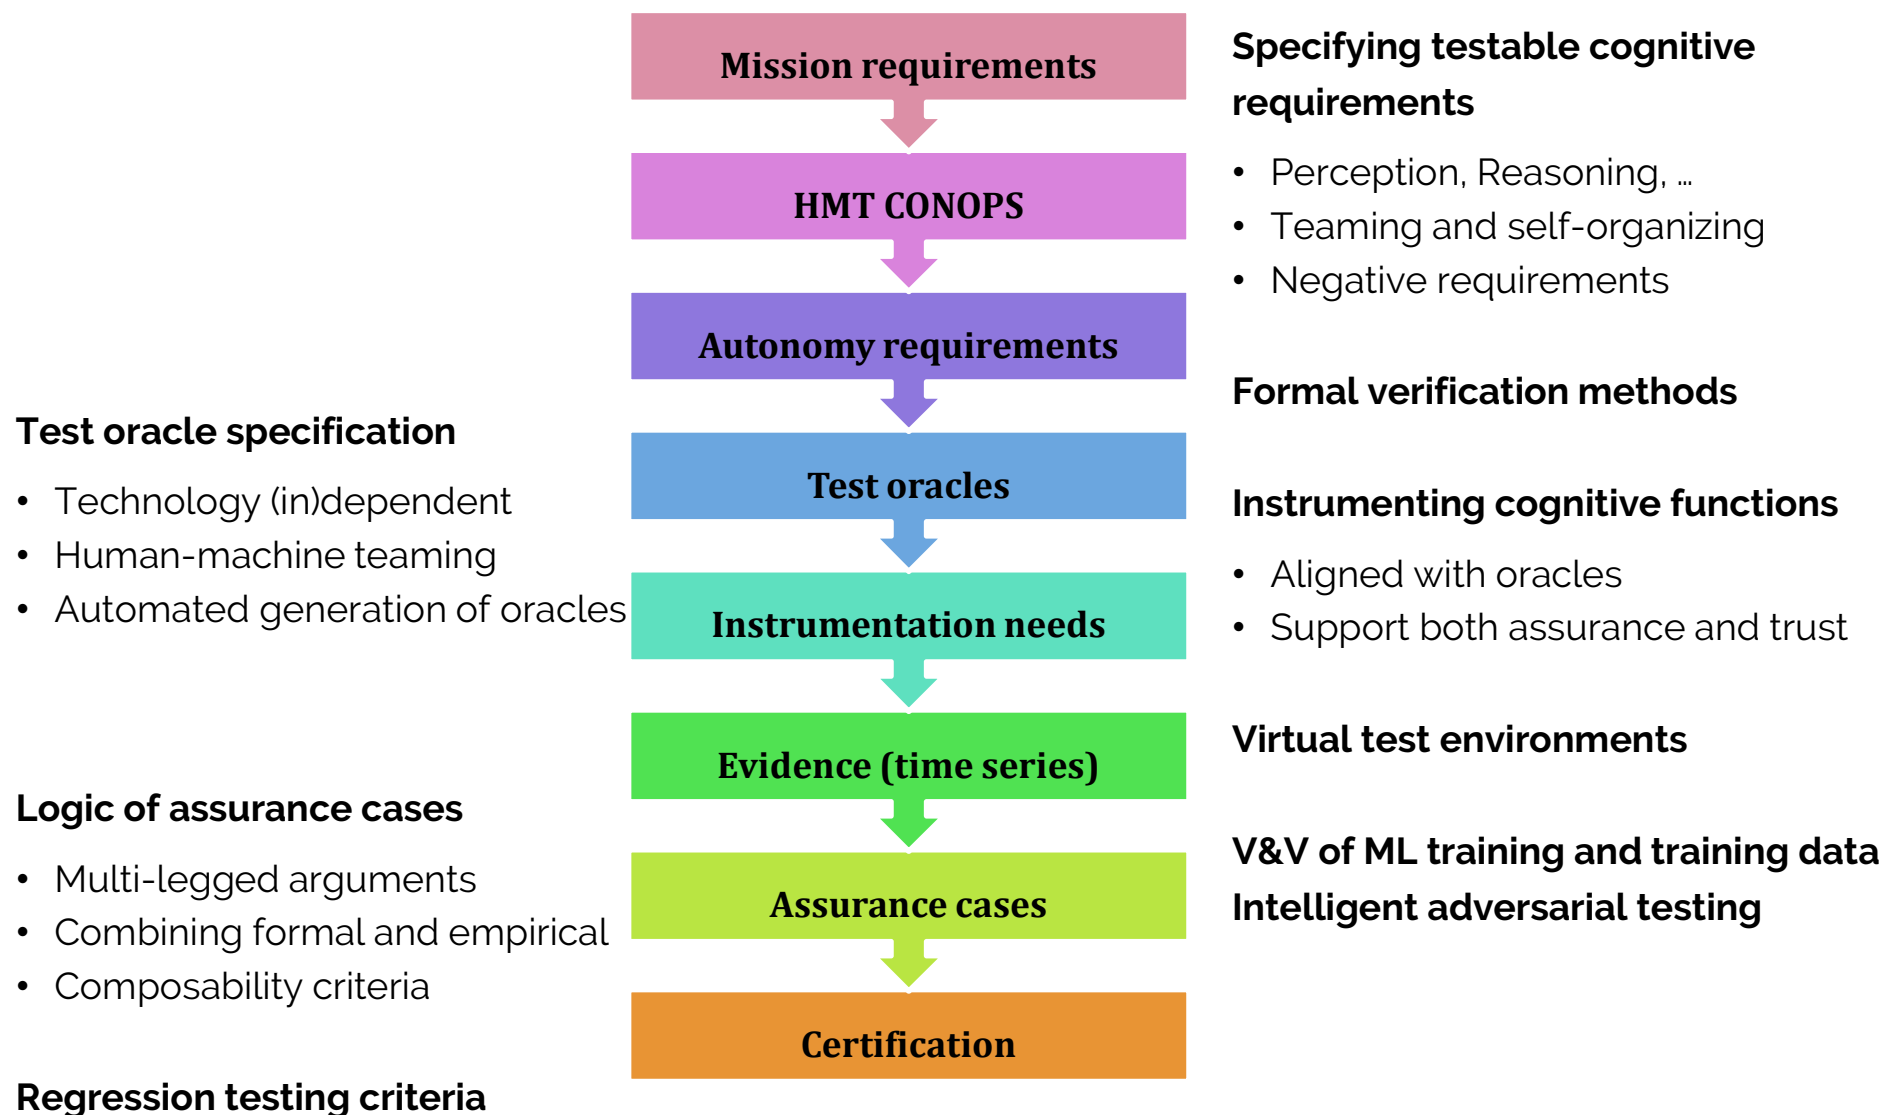 Mission requirements
HMT CONOPS
Autonomy requirements
Test oracles
Instrumentation needs
Evidence (time series)
Assurance cases
Certification
Test oracle specification
• Technology (in)dependent
• Human-machine teaming
• Automated generation of oracles
Logic of assurance cases
• Multi-legged arguments
• Combining formal and empirical
• Composability criteria
Regression testing criteria
Specifying testable cognitive
requirements
• Perception, Reasoning, …
• Teaming and self-organizing
• Negative requirements
Formal verification methods
Instrumenting cognitive functions
• Aligned with oracles
• Support both assurance and trust
Virtual test environments
V&V of ML training and training data
Intelligent adversarial testing